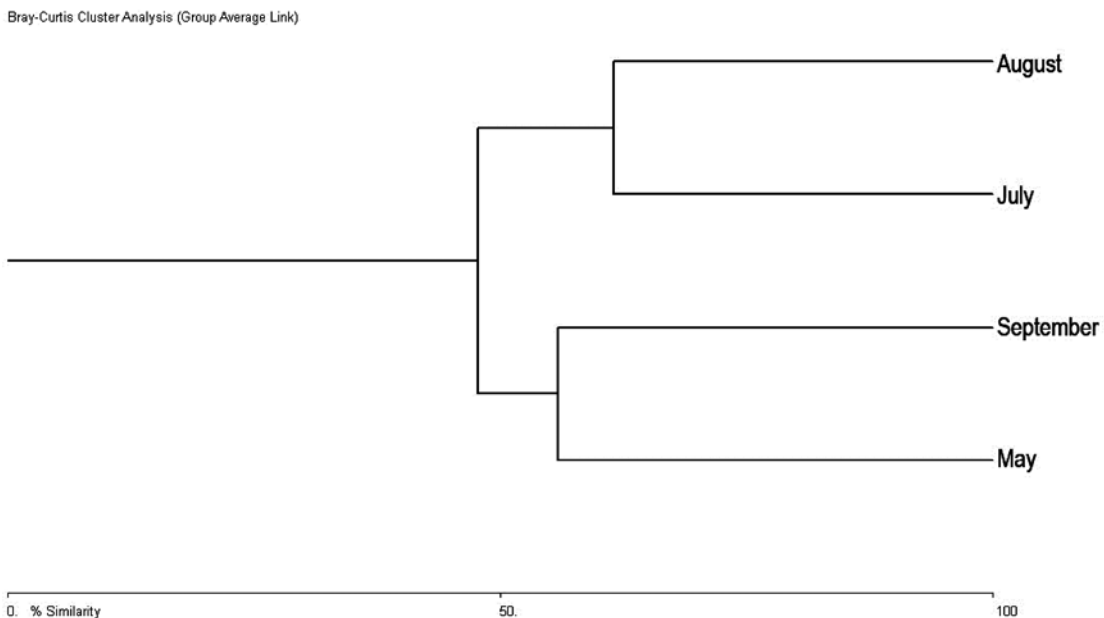 Bray-Curtis Cluster Analysis (Group Average Link)
August
July
September
May
0. % Similarity 50. 100